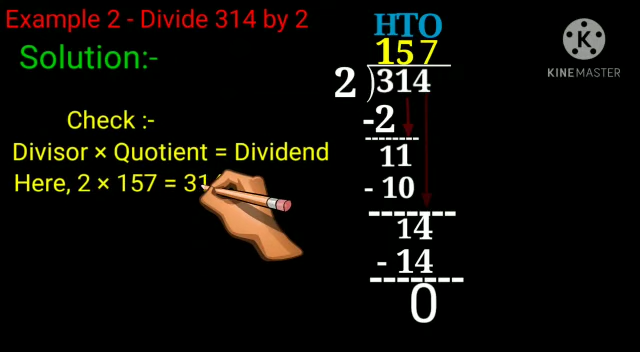 Example 2 - Divide 314 by 2
HTO
Solution:-
157
2 )314
-2
11
- 10
14
- 14
0
Check :-
Divisor × Quotient = Dividend
Here, 2 × 157 = 31
KINEMASTER